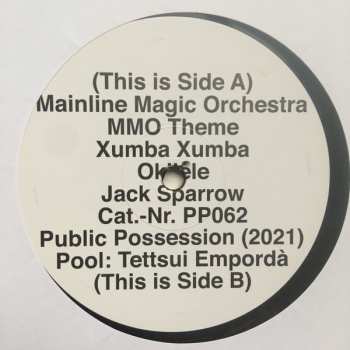 (This is Side A)
Mainline Magic Orchestra
MMO Theme
Xumba Xumba
Okitéle
Jack Sparrow
Cat.-Nr. PP062
Public Possession (2021)
Pool: Tettsui Empordà
(This is Side B)